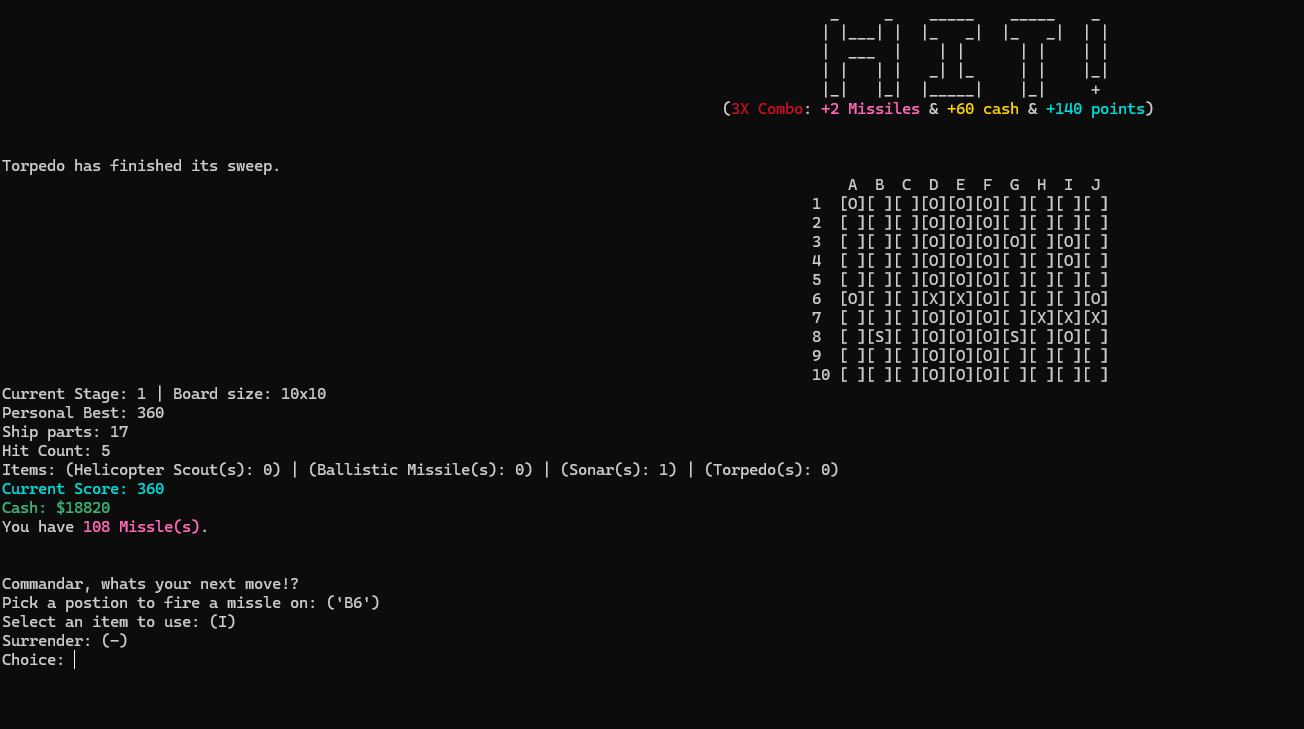 HIT!
(3X Combo: +2 Missiles & +60 cash & +140 points)
Torpedo has finished its sweep.
A B C D E F G H I J
1 [O][ ][ ][O][O][O][ ][ ][ ][ ]
2 [ ][ ][ ][O][O][O][ ][ ][ ][ ]
3 [ ][ ][ ][O][O][O][O][ ][O][ ]
4 [ ][ ][ ][O][O][O][ ][ ][O][ ]
5 [ ][ ][ ][O][O][O][ ][ ][ ][ ]
6 [O][ ][ ][X][X][O][ ][ ][ ][O]
7 [ ][ ][ ][O][O][O][ ][X][X][X]
8 [ ][S][ ][O][O][O][S][ ][O][ ]
9 [ ][ ][ ][O][O][O][ ][ ][ ][ ]
10 [ ][ ][ ][O][O][O][ ][ ][ ][ ]
Current Stage: 1 | Board size: 10x10
Personal Best: 360
Ship parts: 17
Hit Count: 5
Items: (Helicopter Scout(s): 0) | (Ballistic Missile(s): 0) | (Sonar(s): 1) | (Torpedo(s): 0)
Current Score: 360
Cash: $18820
You have 108 Missle(s).
Commandar, whats your next move!?
Pick a postion to fire a missle on: ('B6')
Select an item to use: (I)
Surrender: (-)
Choice: